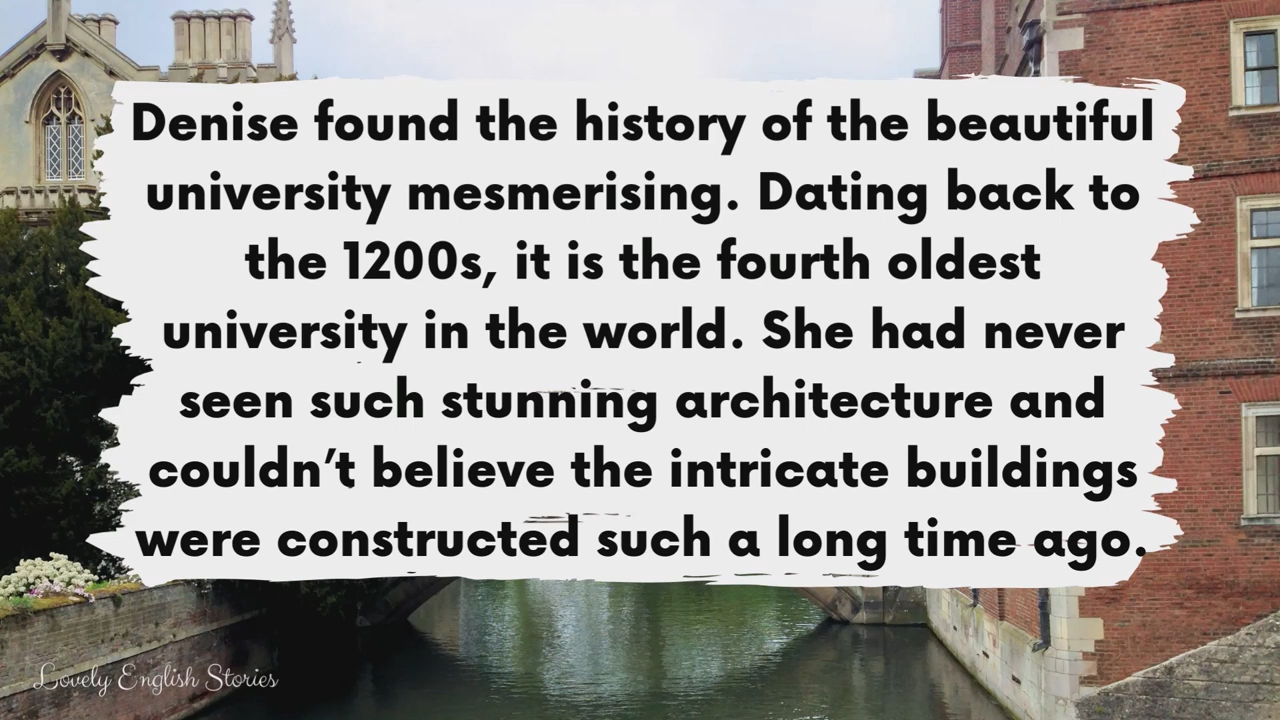 Denise found the history of the beautiful
university mesmerising. Dating back to
the 1200s, it is the fourth oldest
university in the world. She had never
seen such stunning architecture and
couldn’t believe the intricate buildings
were constructed such a long time ago.
Lovely English Stories